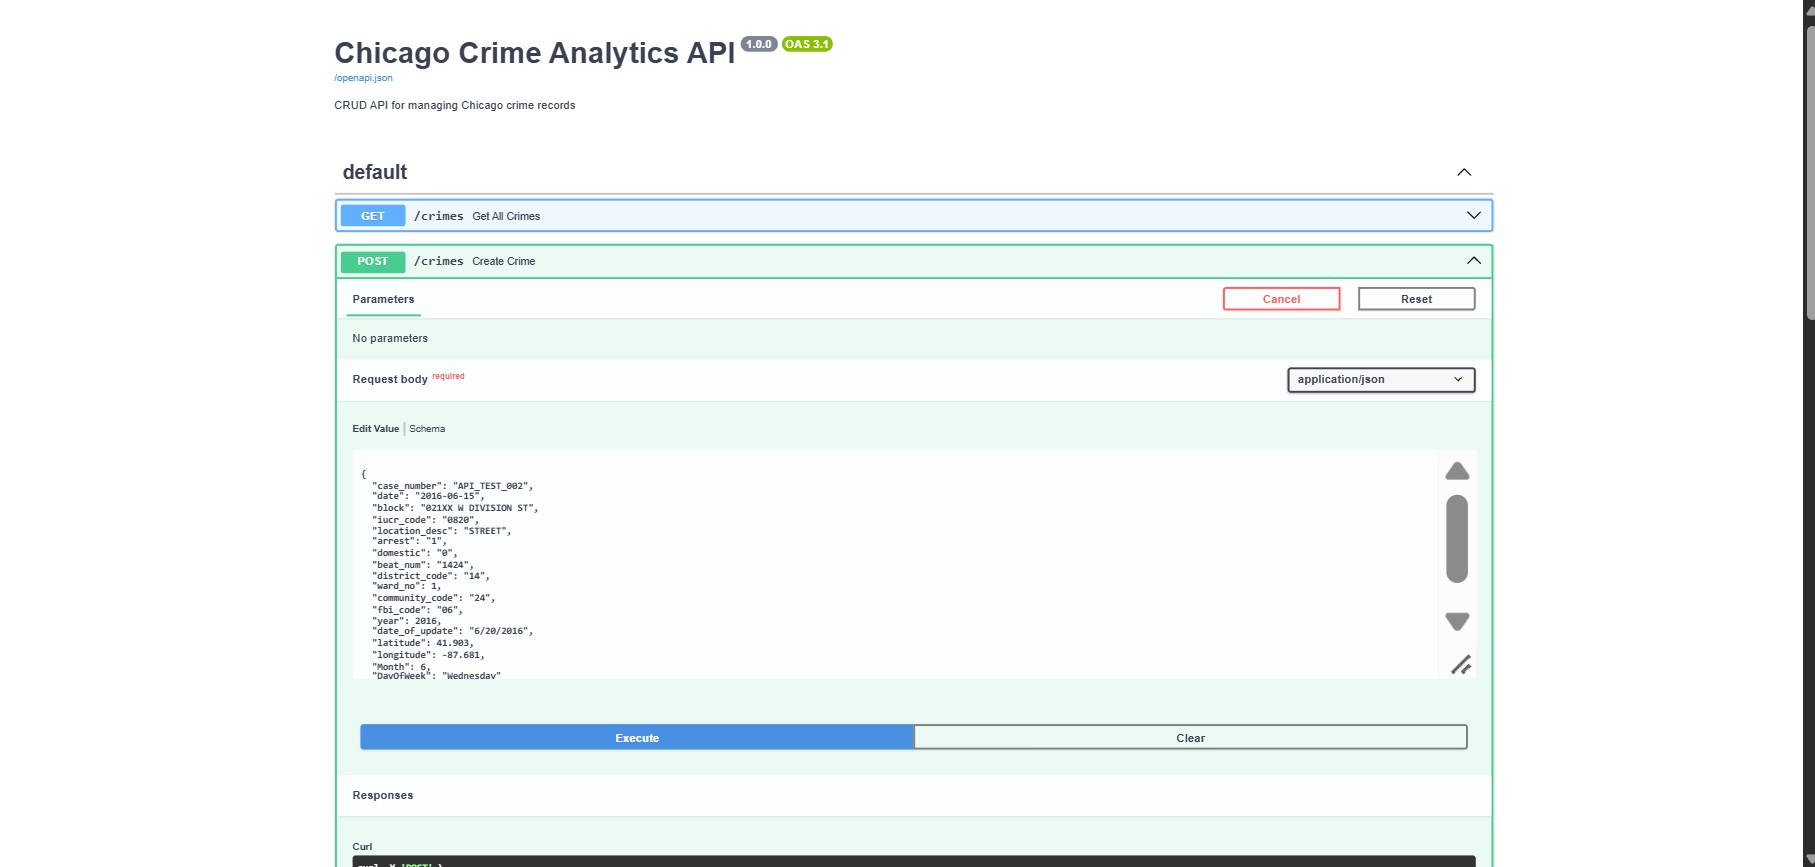 Chicago Crime Analytics API 1.0.0 OAS 3.1
/openapi.json
CRUD API for managing Chicago crime records
default
GET /crimes Get All Crimes
POST /crimes Create Crime
Parameters Cancel Reset
No parameters
Request body required application/json
Edit Value | Schema
{
  "case_number": "API_TEST_002",
  "date": "2016-06-15",
  "block": "021XX W DIVISION ST",
  "iucr_code": "0820",
  "location_desc": "STREET",
  "arrest": "1",
  "domestic": "0",
  "beat_num": "1424",
  "district_code": "14",
  "ward_no": 1,
  "community_code": "24",
  "fbi_code": "06",
  "year": 2016,
  "date_of_update": "6/20/2016",
  "latitude": 41.903,
  "longitude": -87.681,
  "Month": 6,
  "DayOfWeek": "Wednesday"
Execute Clear
Responses
Curl
curl -X 'POST' \